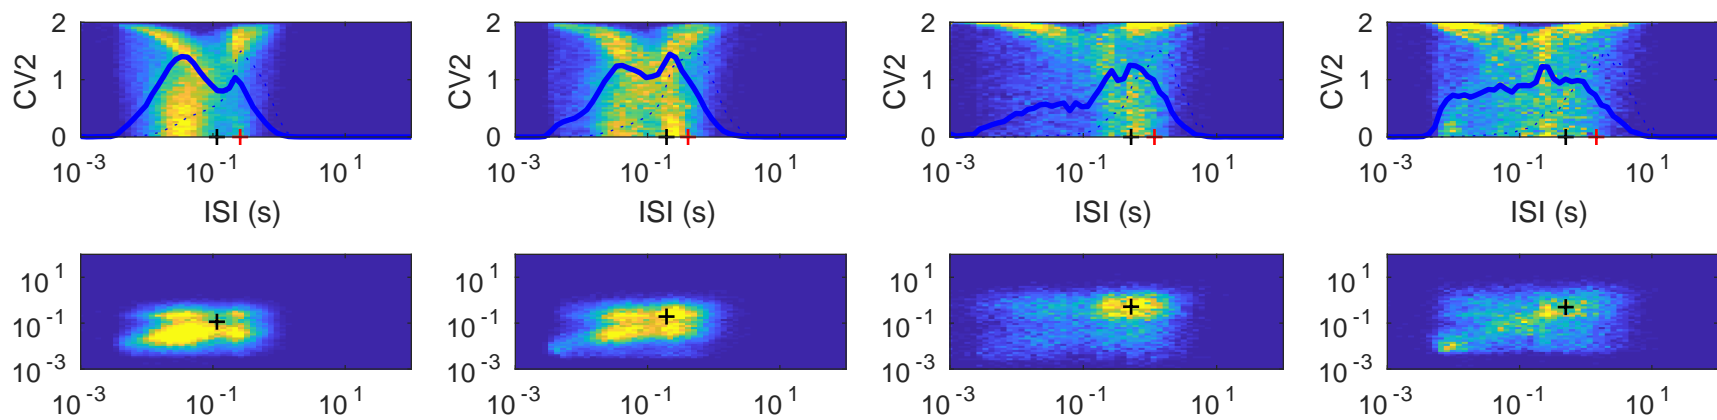 2 2 2 2
CV2 1 CV2 1 CV2 1 CV2 1
0 0 0 0
10 -3 10 -1 10 1 10 -3 10 -1 10 1 10 -3 10 -1 10 1 10 -3 10 -1 10 1
ISI (s) ISI (s) ISI (s) ISI (s)
10 1 10 1 10 1 10 1
10 -1 10 -1 10 -1 10 -1
10 -3 10 -3 10 -3 10 -3
10 -3 10 -1 10 1 10 -3 10 -1 10 1 10 -3 10 -1 10 1 10 -3 10 -1 10 1